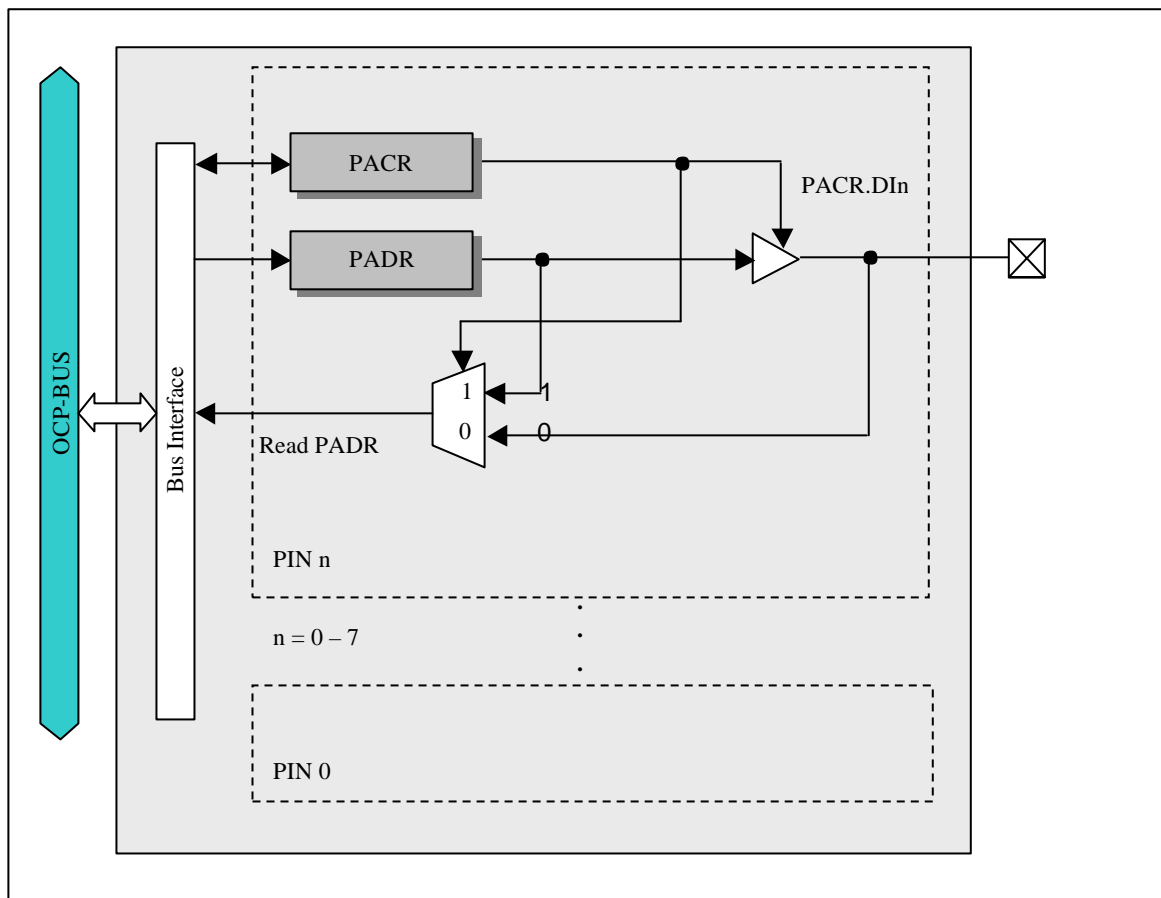 PACR
PACR.DIn
PADR
OCP-BUS
Bus Interface
1 1
0 0
Read PADR
PIN n
n = 0 – 7
PIN 0